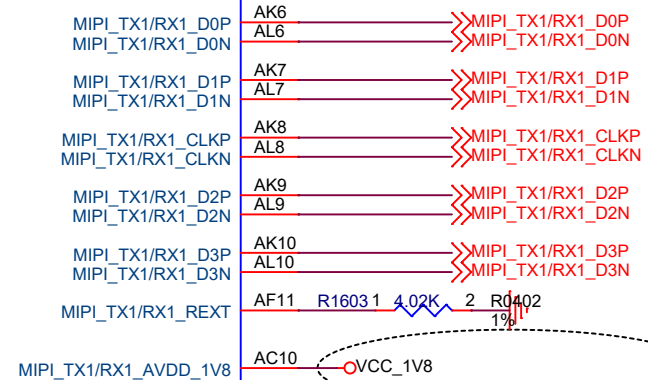 MIPI_TX1/RX1_D0P AK6 MIPI_TX1/RX1_D0P
MIPI_TX1/RX1_D0N AL6 MIPI_TX1/RX1_D0N
MIPI_TX1/RX1_D1P AK7 MIPI_TX1/RX1_D1P
MIPI_TX1/RX1_D1N AL7 MIPI_TX1/RX1_D1N
MIPI_TX1/RX1_CLKP AK8 MIPI_TX1/RX1_CLKP
MIPI_TX1/RX1_CLKN AL8 MIPI_TX1/RX1_CLKN
MIPI_TX1/RX1_D2P AK9 MIPI_TX1/RX1_D2P
MIPI_TX1/RX1_D2N AL9 MIPI_TX1/RX1_D2N
MIPI_TX1/RX1_D3P AK10 MIPI_TX1/RX1_D3P
MIPI_TX1/RX1_D3N AL10 MIPI_TX1/RX1_D3N
MIPI_TX1/RX1_REXT AF11 R1603 1 4.02K 2 R0402
1%
MIPI_TX1/RX1_AVDD_1V8 AC10 VCC_1V8